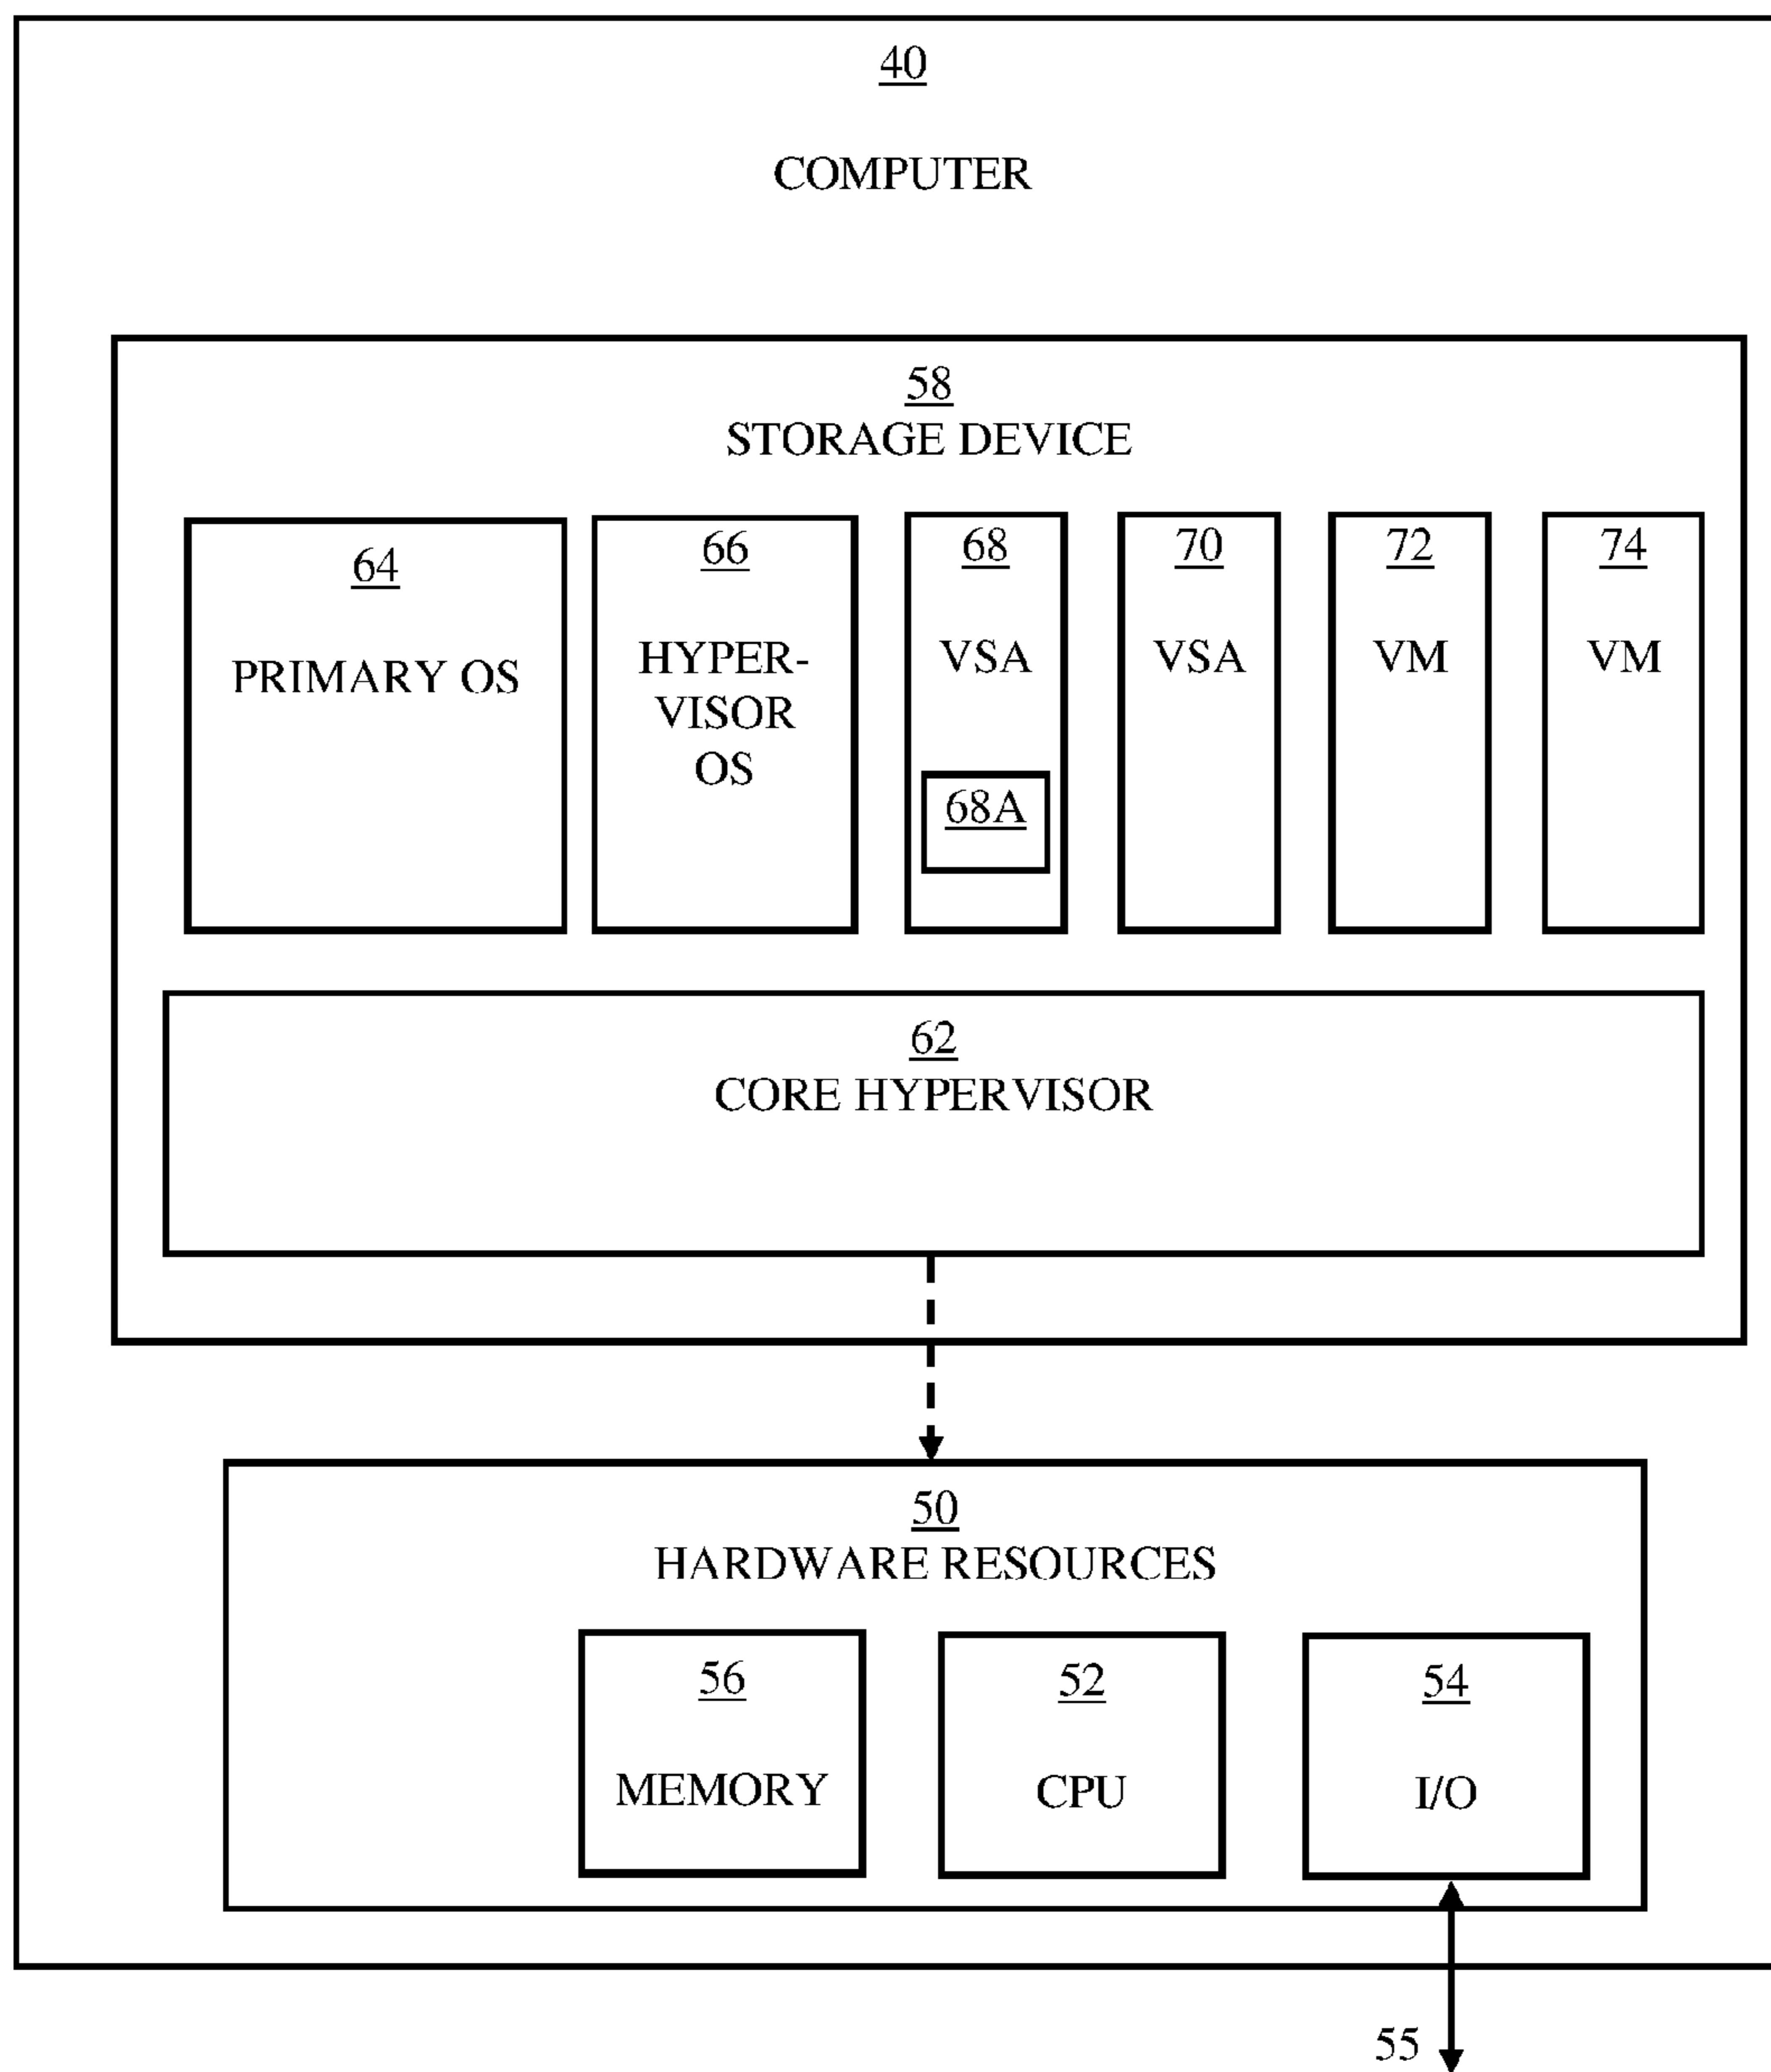 40
COMPUTER
58
STORAGE DEVICE
64
PRIMARY OS
66
HYPER-
VISOR
OS
68
VSA
68A
70
VSA
72
VM
74
VM
62
CORE HYPERVISOR
50
HARDWARE RESOURCES
56
MEMORY
52
CPU
54
I/O
55